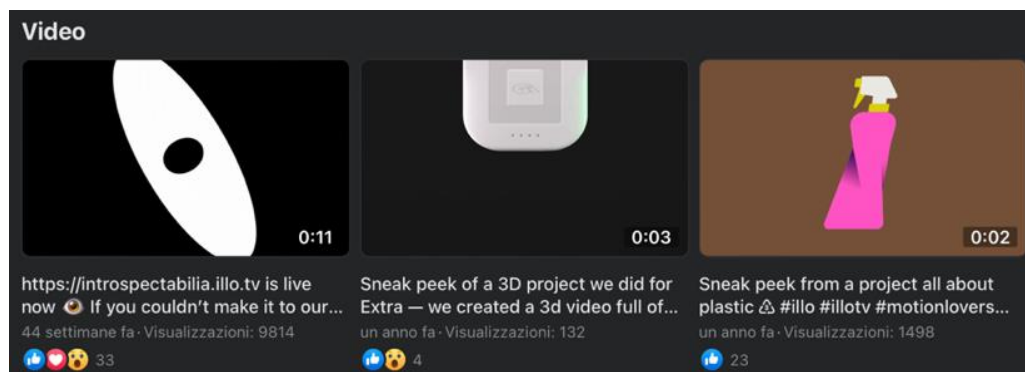 Video
0:11
0:03
0:02
https://introspectabilia.illo.tv is live
now 👁️ If you couldn't make it to our...
44 settimane fa · Visualizzazioni: 9814
33
Sneak peek of a 3D project we did for
Extra — we created a 3d video full of...
un anno fa · Visualizzazioni: 132
4
Sneak peek from a project all about
plastic ♳ #illo #illotv #motionlovers...
un anno fa · Visualizzazioni: 1498
23